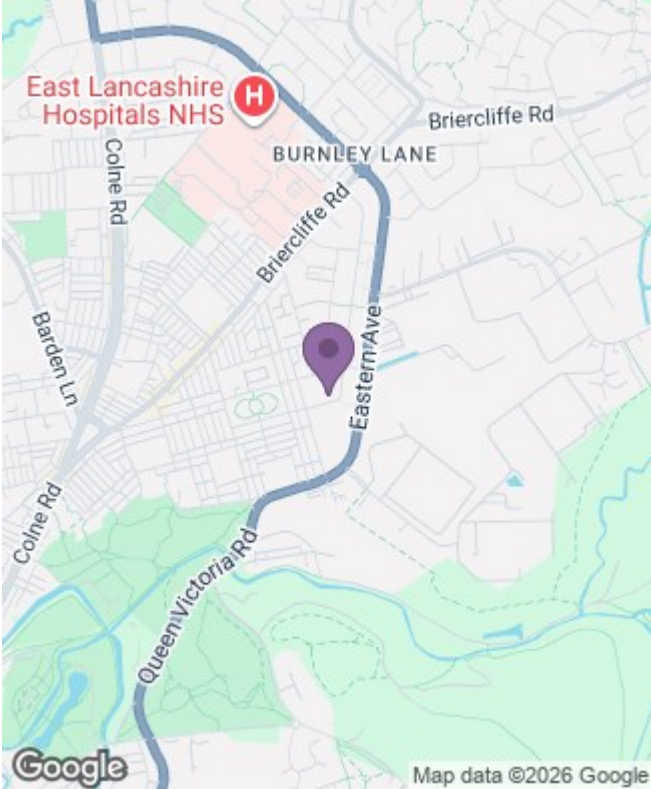 East Lancashire
Hospitals NHS
H
Briercliffe Rd
BURNLEY LANE
Colne Rd
Briercliffe Rd
Barden Ln
Eastern Ave
Colne Rd
Queen Victoria Rd
Google
Map data ©2026 Google